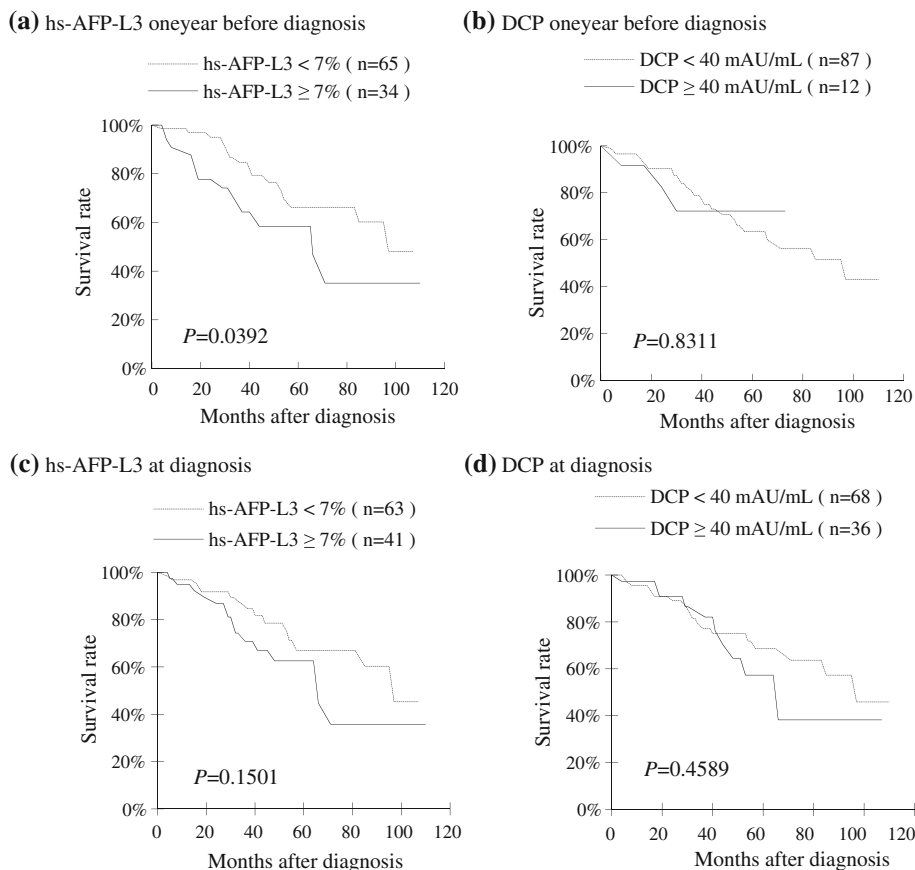 (a) hs-AFP-L3 oneyear before diagnosis
hs-AFP-L3 < 7% ( n=65 )
hs-AFP-L3 ≥ 7% ( n=34 )
100%
80%
60%
40%
20%
0%
Survival rate
P=0.0392
0 20 40 60 80 100 120
Months after diagnosis
(b) DCP oneyear before diagnosis
DCP < 40 mAU/mL ( n=87 )
DCP ≥ 40 mAU/mL ( n=12 )
100%
80%
60%
40%
20%
0%
Survival rate
P=0.8311
0 20 40 60 80 100 120
Months after diagnosis
(c) hs-AFP-L3 at diagnosis
hs-AFP-L3 < 7% ( n=63 )
hs-AFP-L3 ≥ 7% ( n=41 )
100%
80%
60%
40%
20%
0%
Survival rate
P=0.1501
0 20 40 60 80 100 120
Months after diagnosis
(d) DCP at diagnosis
DCP < 40 mAU/mL ( n=68 )
DCP ≥ 40 mAU/mL ( n=36 )
100%
80%
60%
40%
20%
0%
Survival rate
P=0.4589
0 20 40 60 80 100 120
Months after diagnosis